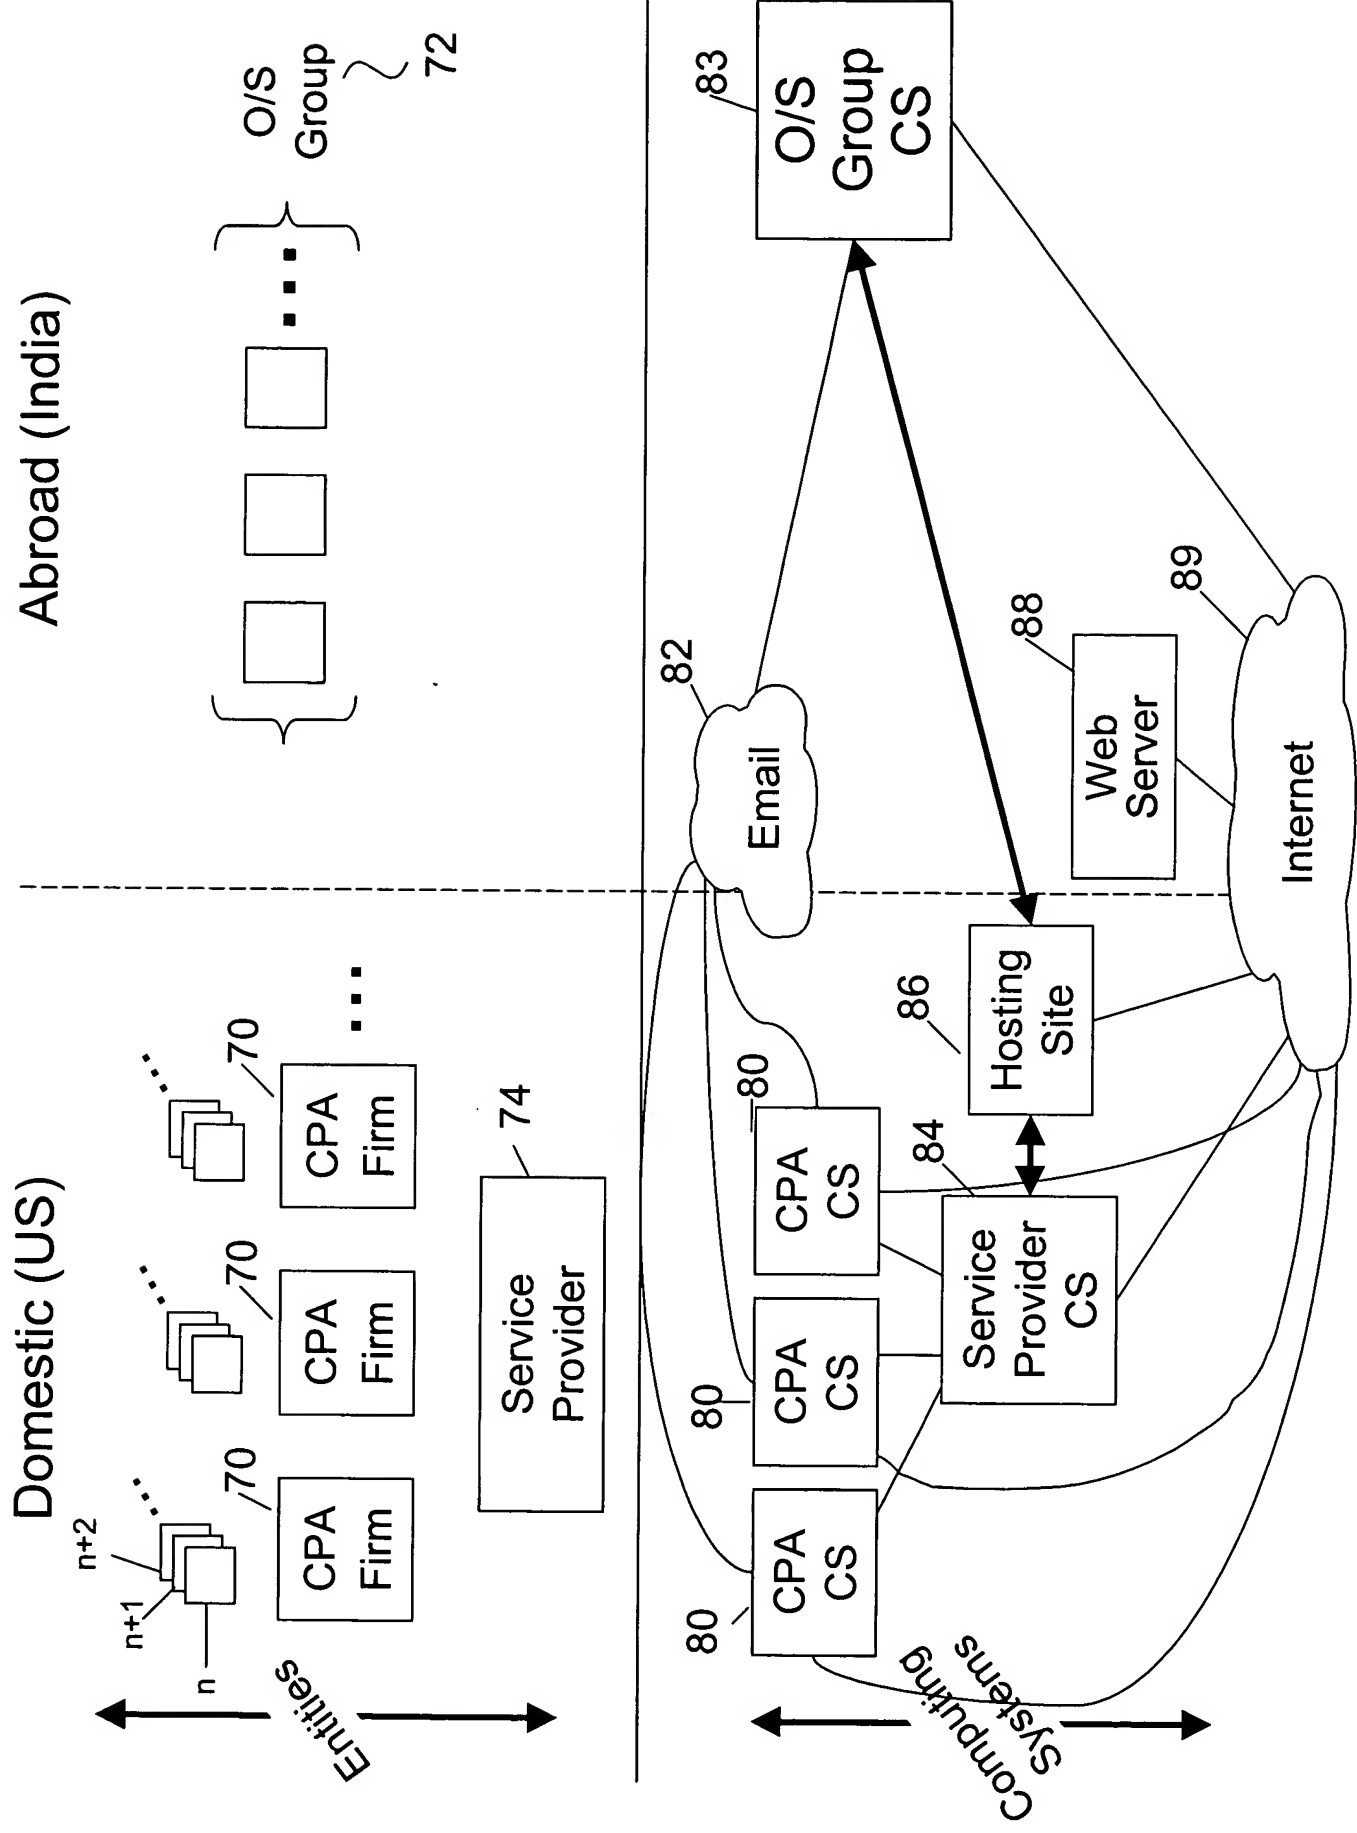 Domestic (US)
Abroad (India)
n+2
n+1
n
70
70
70
CPA
Firm
CPA
Firm
CPA
Firm
...
O/S
Group
72
74
Service
Provider
Entities
82
Email
83
O/S
Group
CS
80
80
80
CPA
CS
CPA
CS
CPA
CS
84
Service
Provider
CS
86
Hosting
Site
88
Web
Server
89
Internet
Computing
Systems